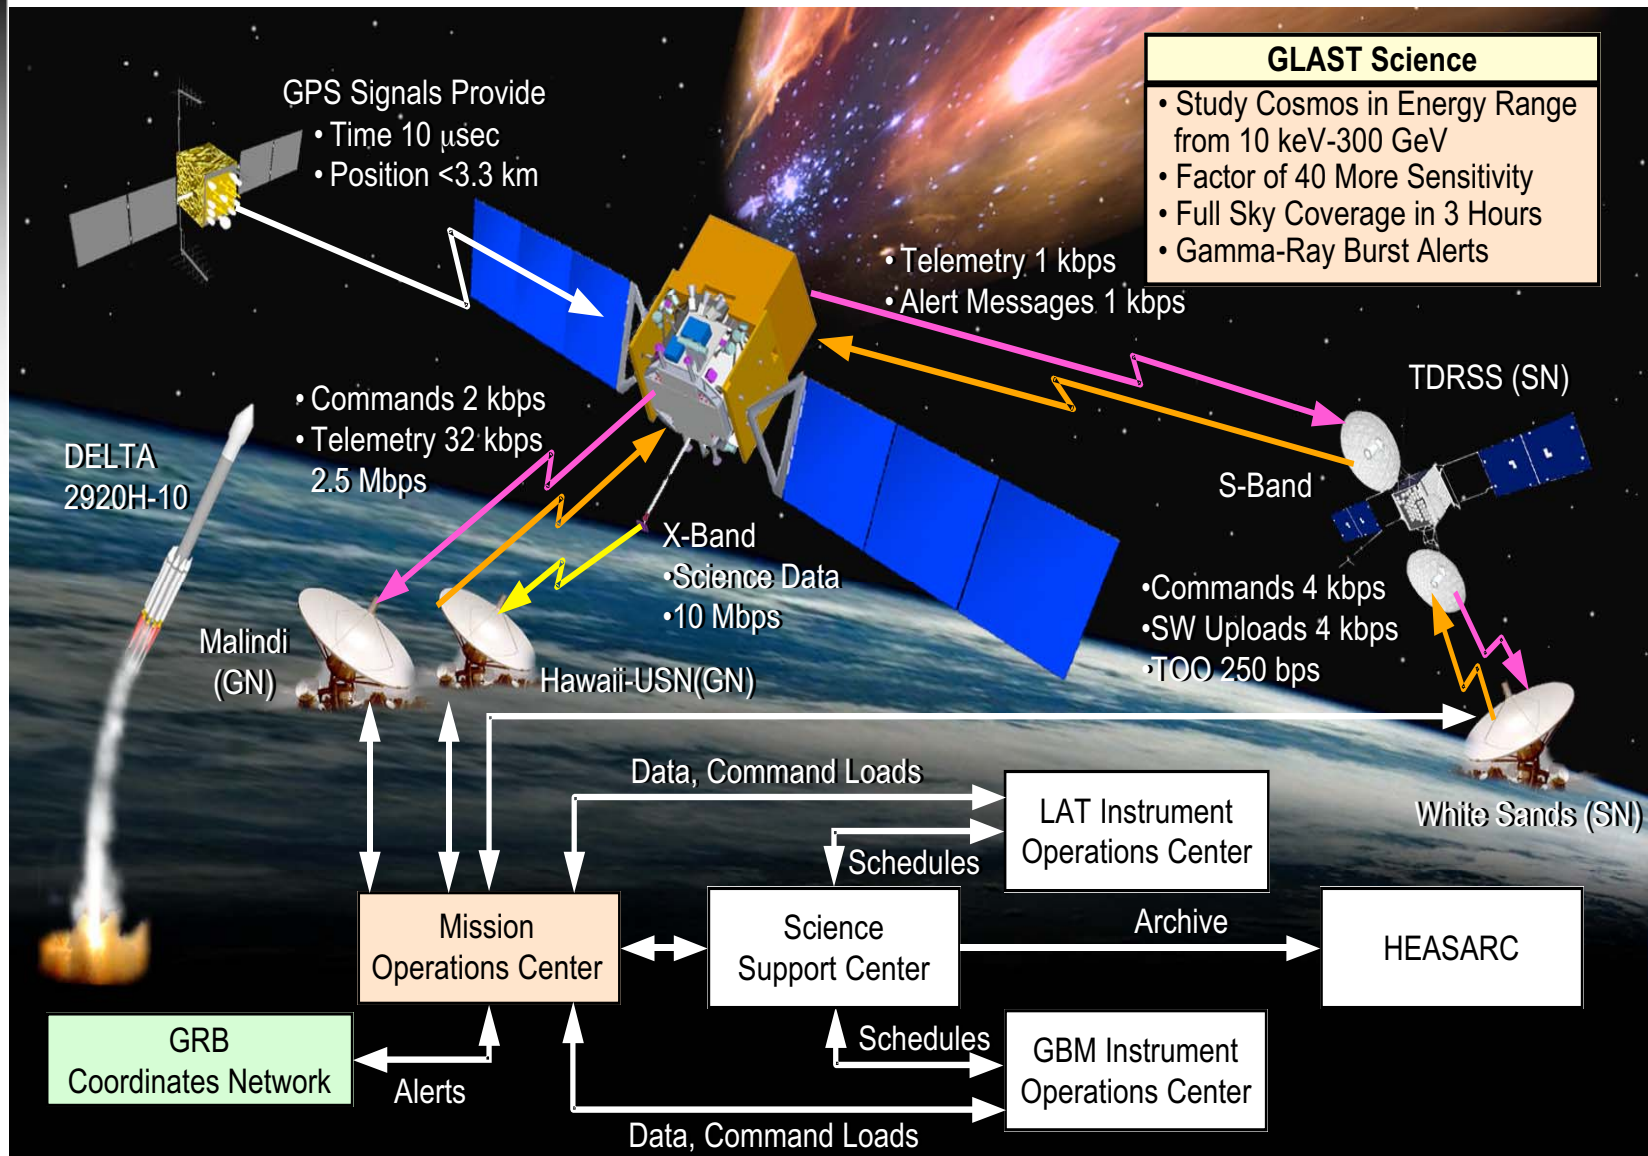 GPS Signals Provide
• Time 10 μsec
• Position <3.3 km
GLAST Science
• Study Cosmos in Energy Range
from 10 keV-300 GeV
• Factor of 40 More Sensitivity
• Full Sky Coverage in 3 Hours
• Gamma-Ray Burst Alerts
• Telemetry 1 kbps
• Alert Messages 1 kbps
TDRSS (SN)
• Commands 2 kbps
• Telemetry 32 kbps
2.5 Mbps
DELTA
2920H-10
S-Band
X-Band
•Science Data
•10 Mbps
•Commands 4 kbps
•SW Uploads 4 kbps
•TOO 250 bps
Malindi
(GN)
Hawaii-USN(GN)
White Sands (SN)
Data, Command Loads
LAT Instrument
Operations Center
Schedules
Mission
Operations Center
Science
Support Center
Archive
HEASARC
GRB
Coordinates Network
Alerts
Schedules
GBM Instrument
Operations Center
Data, Command Loads